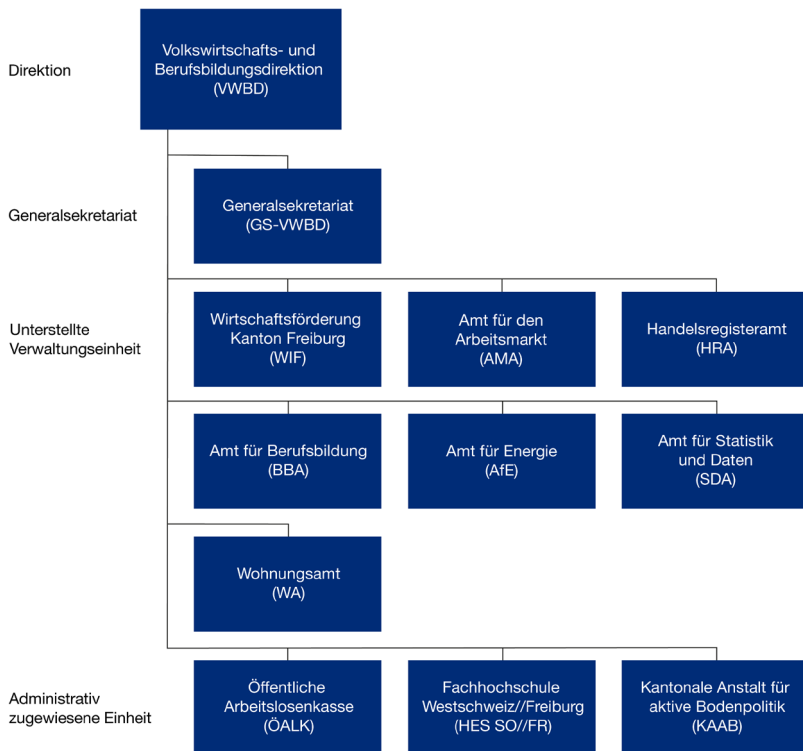 Direktion
Volkswirtschafts- und
Berufsbildungsdirektion
(VWBD)
Generalsekretariat
Generalsekretariat
(GS-VWBD)
Unterstellte
Verwaltungseinheit
Wirtschaftsförderung
Kanton Freiburg
(WIF)
Amt für den
Arbeitsmarkt
(AMA)
Handelsregisteramt
(HRA)
Amt für Berufsbildung
(BBA)
Amt für Energie
(AfE)
Amt für Statistik
und Daten
(SDA)
Wohnungsamt
(WA)
Administrativ
zugewiesene Einheit
Öffentliche
Arbeitslosenkasse
(ÖALK)
Fachhochschule
Westschweiz//Freiburg
(HES SO//FR)
Kantonale Anstalt für
aktive Bodenpolitik
(KAAB)